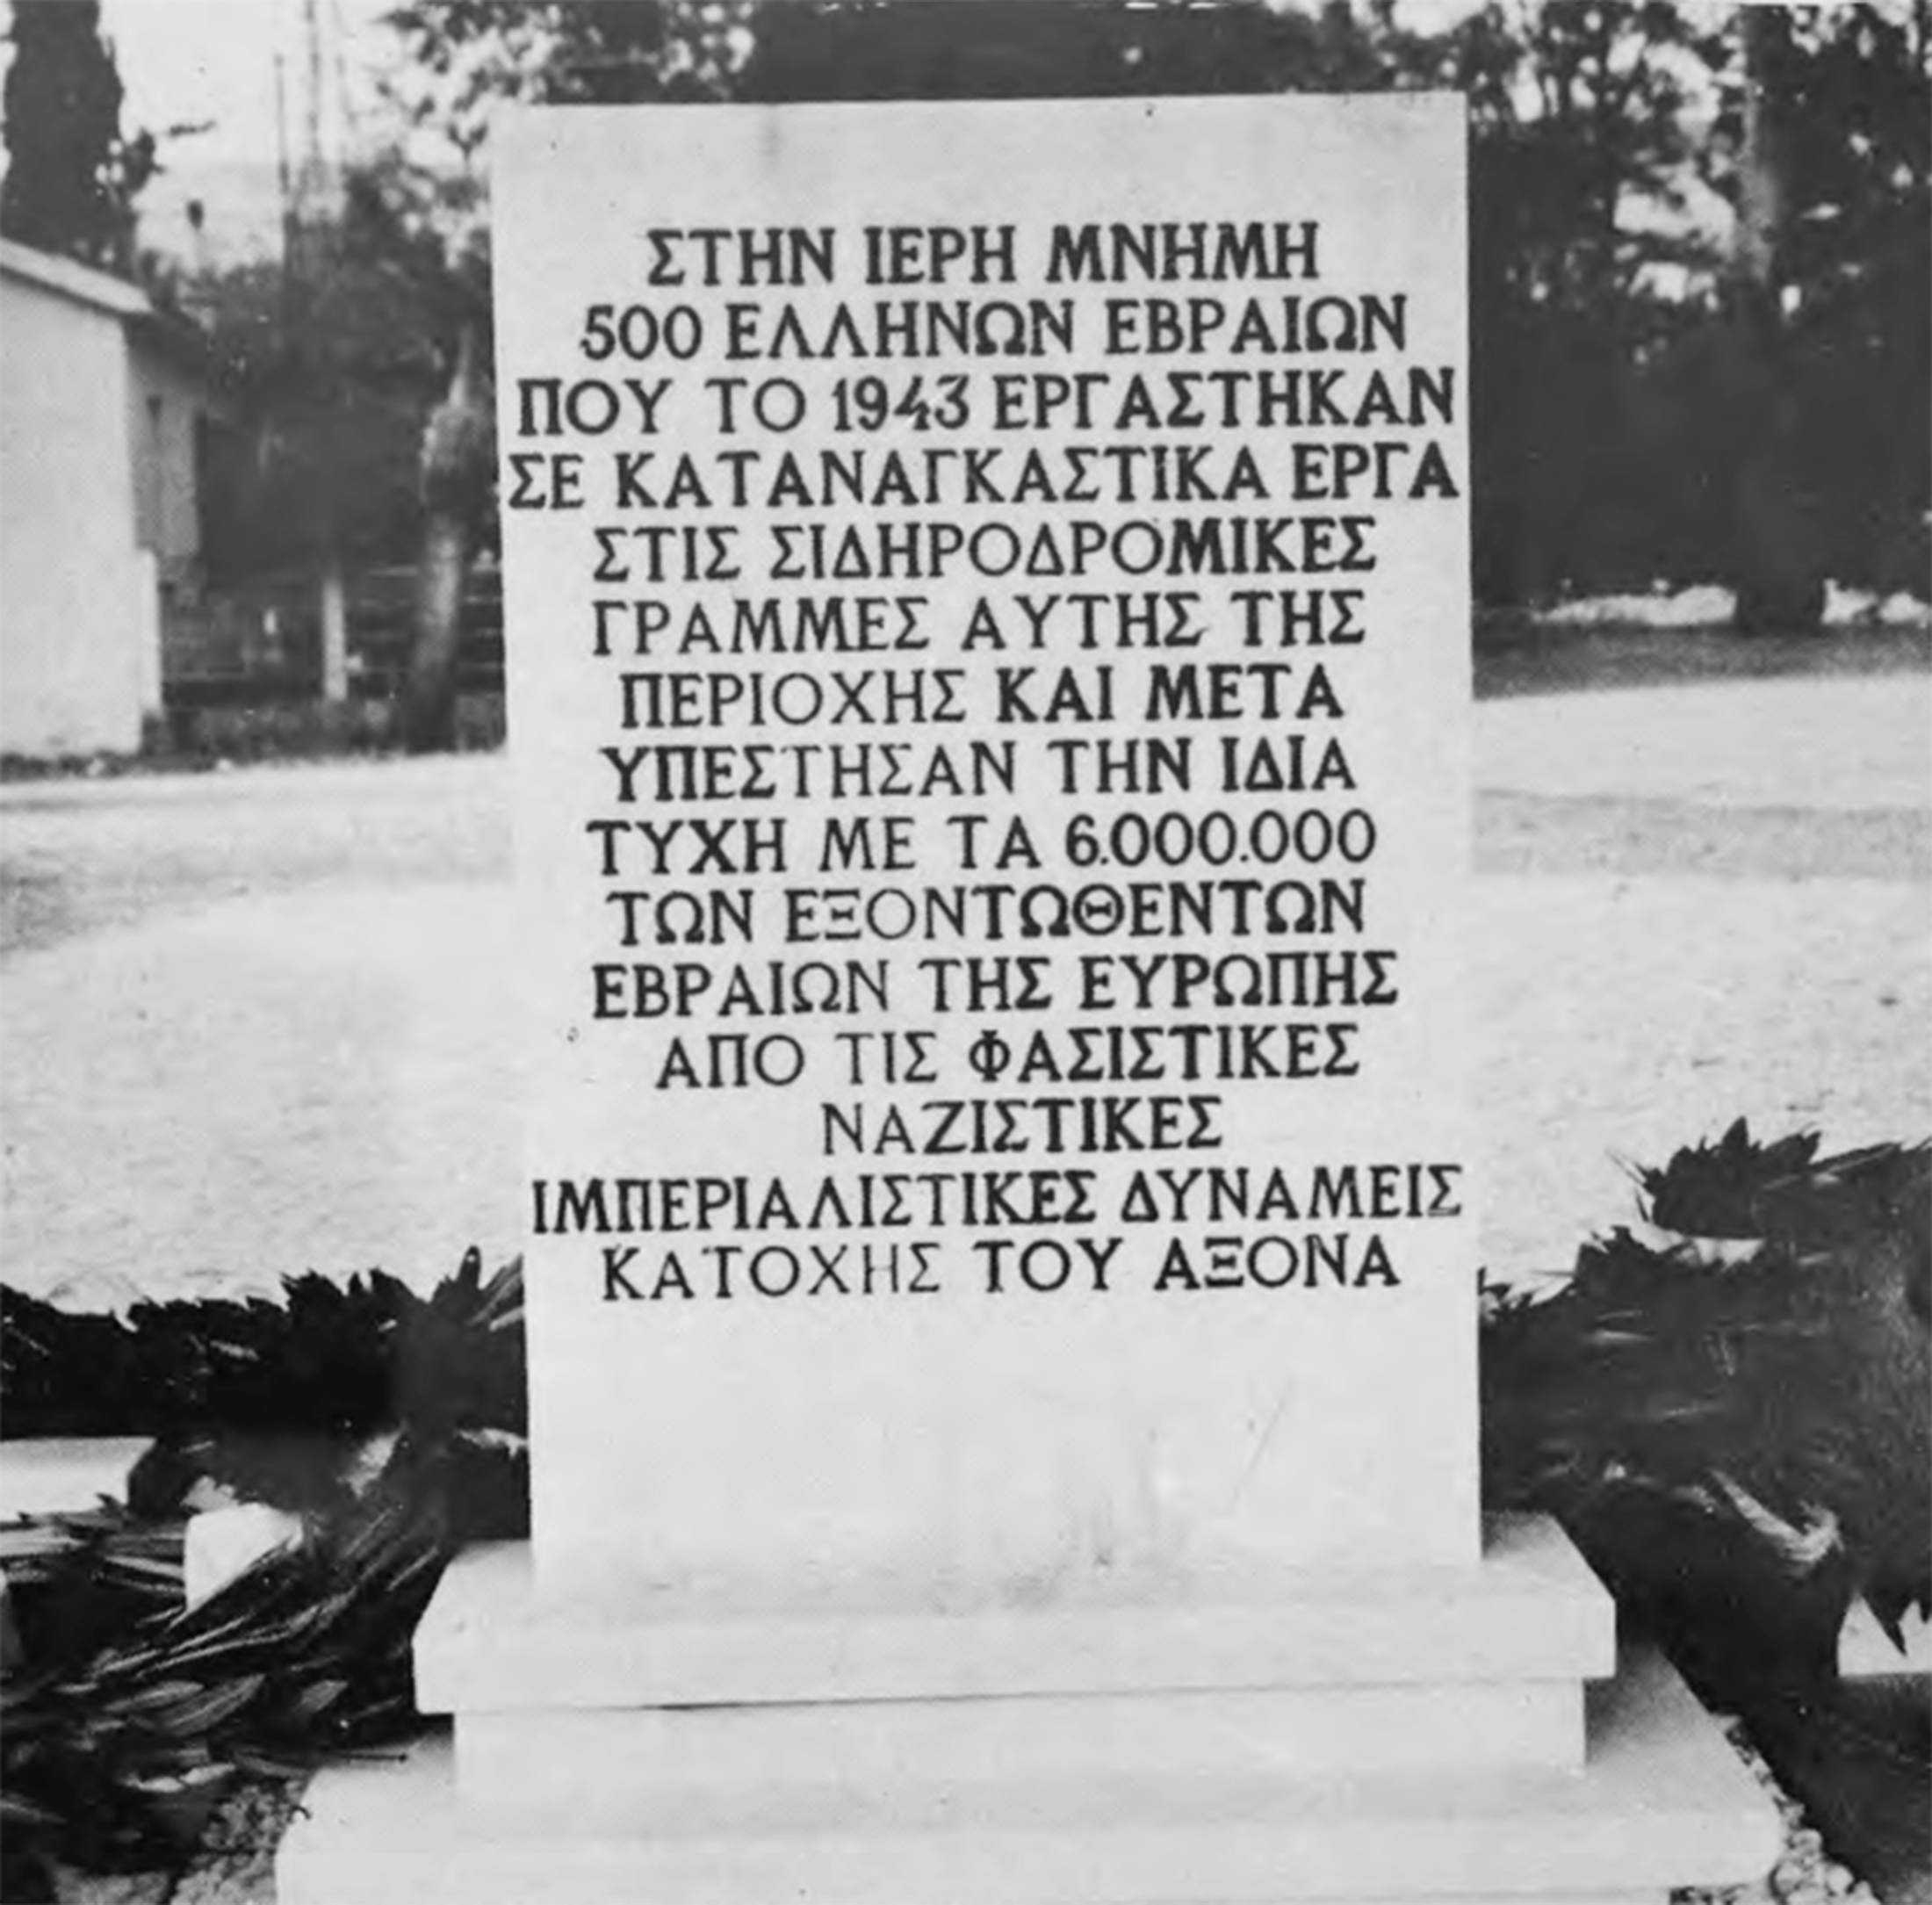 ΣΤΗΝ ΙΕΡΗ ΜΝΗΜΗ
500 ΕΛΛΗΝΩΝ ΕΒΡΑΙΩΝ
ΠΟΥ ΤΟ 1943 ΕΡΓΑΣΤΗΚΑΝ
ΣΕ ΚΑΤΑΝΑΓΚΑΣΤΙΚΑ ΕΡΓΑ
ΣΤΙΣ ΣΙΔΗΡΟΔΡΟΜΙΚΕΣ
ΓΡΑΜΜΕΣ ΑΥΤΗΣ ΤΗΣ
ΠΕΡΙΟΧΗΣ ΚΑΙ ΜΕΤΑ
ΥΠΕΣΤΗΣΑΝ ΤΗΝ ΙΔΙΑ
ΤΥΧΗ ΜΕ ΤΑ 6.000.000
ΤΩΝ ΕΞΟΝΤΩΘΕΝΤΩΝ
ΕΒΡΑΙΩΝ ΤΗΣ ΕΥΡΩΠΗΣ
ΑΠΟ ΤΙΣ ΦΑΣΙΣΤΙΚΕΣ
ΝΑΖΙΣΤΙΚΕΣ
ΙΜΠΕΡΙΑΛΙΣΤΙΚΕΣ ΔΥΝΑΜΕΙΣ
ΚΑΤΟΧΗΣ ΤΟΥ ΑΞΟΝΑ